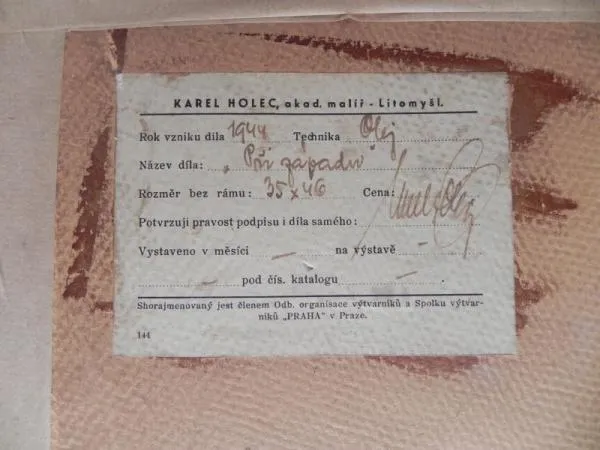 KAREL HOLEC, akad. malíř - Litomyšl.
Rok vzniku díla 1944 Technika Olej
Název díla: „Při západu"
Rozměr bez rámu: 35 x 46 Cena:
Potvrzuji pravost podpisu i díla samého:
Vystaveno v měsíci — na výstavě —
— pod čís. katalogu —
Shorajmenovaný jest členem Odb. organisace výtvarníků a Spolku výtvar-
níků „PRAHA" v Praze.
144